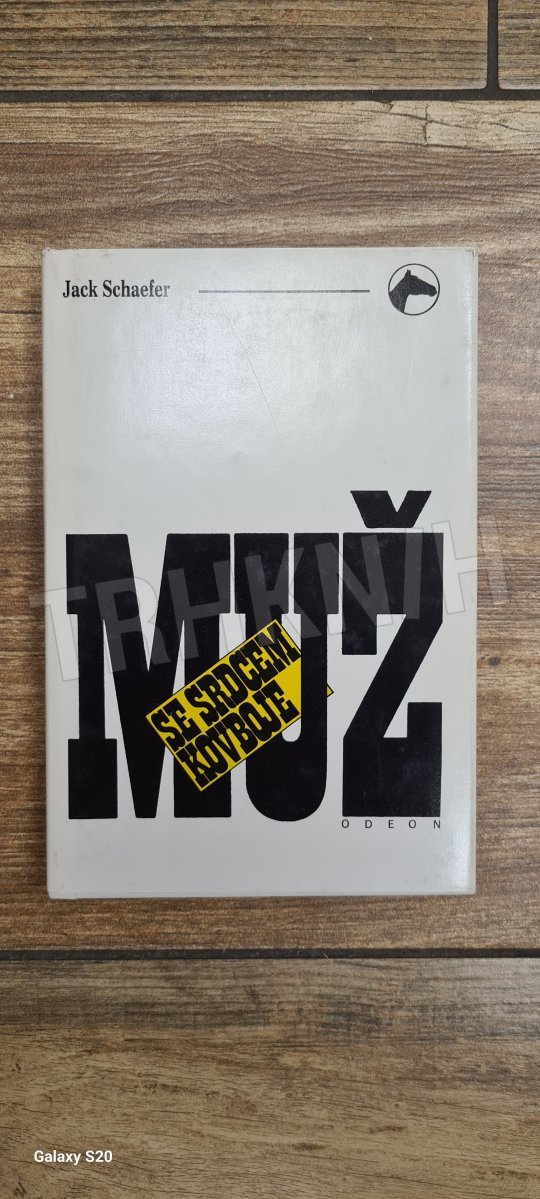 Jack Schaefer
MUŽ
SE SRDCEM
KOVBOJE
ODEON
TRHKNIH
Galaxy S20